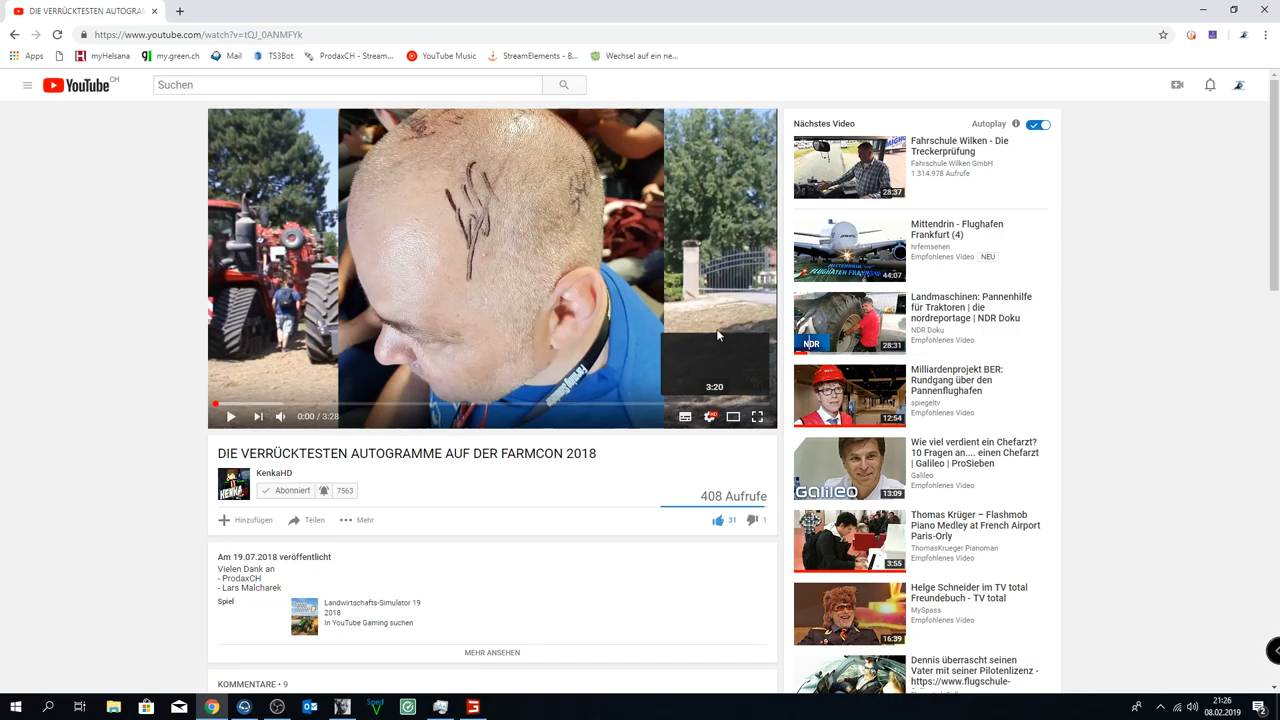 DIE VERRÜCKTESTEN AUTOGRAM
https://www.youtube.com/watch?v=tQJ_0ANMFYk
Apps
myHelsana
my.green.ch
Mail
TS3Bot
ProdaxCH - Stream...
YouTube Music
StreamElements - B...
Wechsel auf ein ne...
YouTube CH
Suchen
3:20
0:00 / 3:28
HD
DIE VERRÜCKTESTEN AUTOGRAMME AUF DER FARMCON 2018
KENKA
KenkaHD
Abonniert
7563
408 Aufrufe
Hinzufügen
Teilen
Mehr
31
1
Am 19.07.2018 veröffentlicht
Vielen Dank an
- ProdaxCH
- Lars Malcharek
Spiel
Landwirtschafts-Simulator 19
2018
In YouTube Gaming suchen
MEHR ANSEHEN
KOMMENTARE • 9
Nächstes Video
Autoplay
28:37
Fahrschule Wilken - Die
Treckerprüfung
Fahrschule Wilken GmbH
1.314.978 Aufrufe
44:07
Mittendrin - Flughafen
Frankfurt (4)
hrfernsehen
Empfohlenes Video NEU
NDR
28:31
Landmaschinen: Pannenhilfe
für Traktoren | die
nordreportage | NDR Doku
NDR Doku
Empfohlenes Video
12:54
Milliardenprojekt BER:
Rundgang über den
Pannenflughafen
spiegeltv
Empfohlenes Video
GALILEO
13:09
Wie viel verdient ein Chefarzt?
10 Fragen an.... einen Chefarzt
| Galileo | ProSieben
Galileo
Empfohlenes Video
3:55
Thomas Krüger – Flashmob
Piano Medley at French Airport
Paris-Orly
ThomasKrueger Pianoman
Empfohlenes Video
16:39
Helge Schneider im TV total
Freundebuch - TV total
MySpass
Empfohlenes Video
Dennis überrascht seinen
Vater mit seiner Pilotenlizenz -
https://www.flugschule-
21:26
08.02.2019